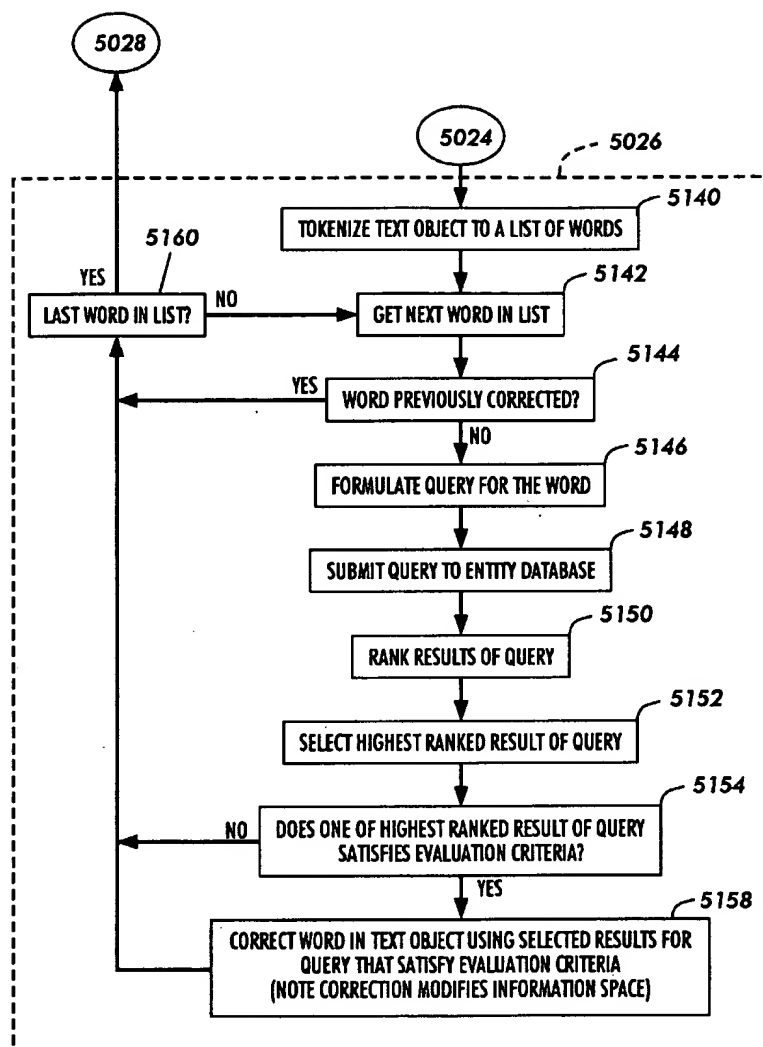 5028
5024
5026
5140
TOKENIZE TEXT OBJECT TO A LIST OF WORDS
5160
5142
YES
LAST WORD IN LIST?
NO
GET NEXT WORD IN LIST
5144
YES
WORD PREVIOUSLY CORRECTED?
NO
5146
FORMULATE QUERY FOR THE WORD
5148
SUBMIT QUERY TO ENTITY DATABASE
5150
RANK RESULTS OF QUERY
5152
SELECT HIGHEST RANKED RESULT OF QUERY
5154
NO
DOES ONE OF HIGHEST RANKED RESULT OF QUERY
SATISFIES EVALUATION CRITERIA?
YES
5158
CORRECT WORD IN TEXT OBJECT USING SELECTED RESULTS FOR
QUERY THAT SATISFY EVALUATION CRITERIA
(NOTE CORRECTION MODIFIES INFORMATION SPACE)